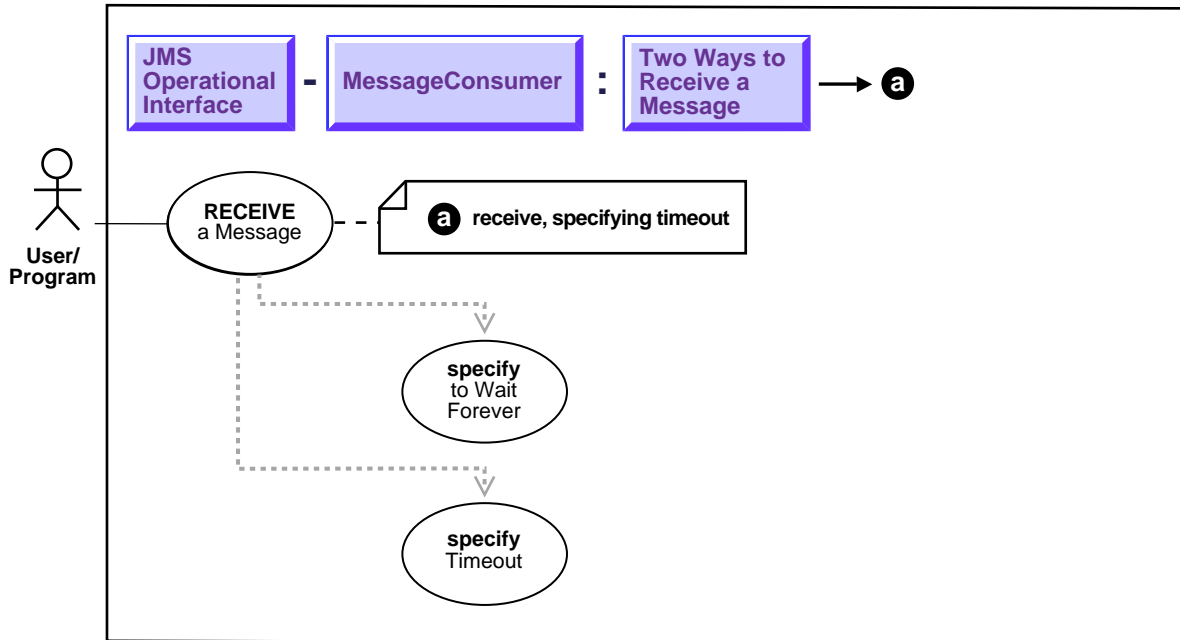 JMS
Operational
Interface
-
MessageConsumer
:
Two Ways to
Receive a
Message
a
User/
Program
RECEIVE
a Message
a receive, specifying timeout
specify
to Wait
Forever
specify
Timeout